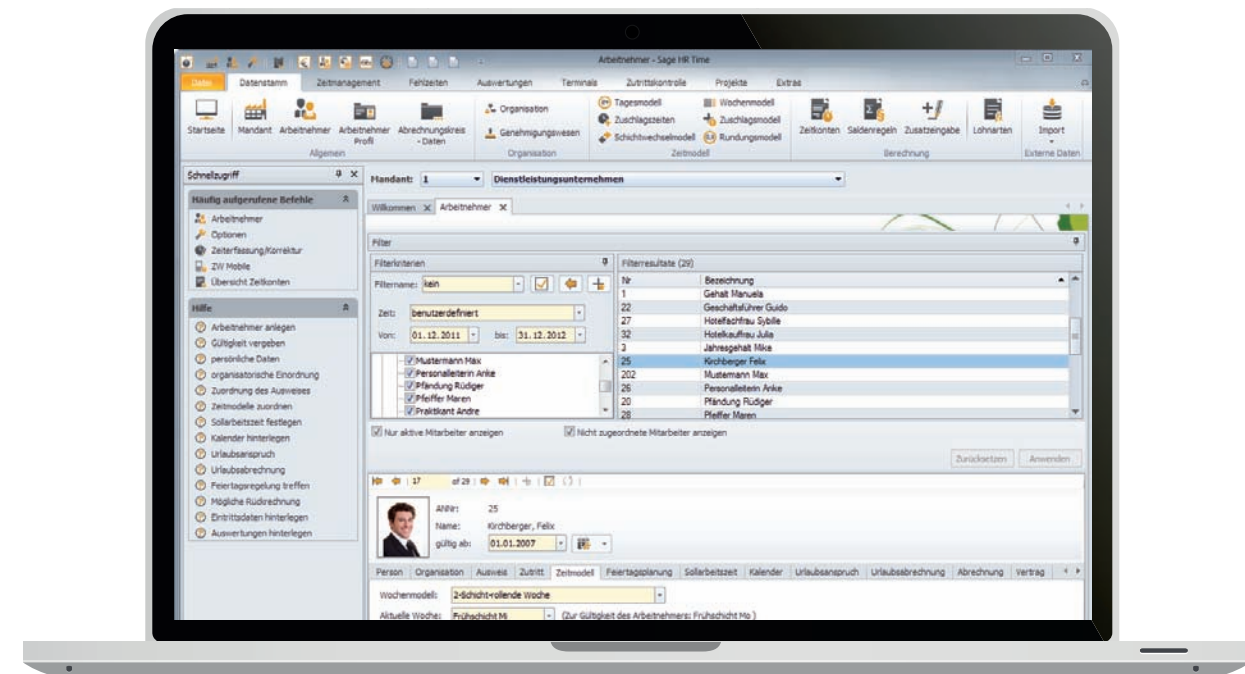 Arbeitnehmer - Sage HR Time
Datei Datenstamm Zeitmanagement Fehlzeiten Auswertungen Terminals Zutrittskontrolle Projekte Extras
Startseite Mandant Arbeitnehmer Arbeitnehmer Profil Abrechnungskreis - Daten
Organisation
Genehmigungswesen
Tagesmodell Wochenmodell
Zuschlagszeiten Zuschlagsmodell
Schichtwechselmodell Rundungsmodell
Zeitkonten Saldenregeln Zusatzeingabe Lohnarten Import
Allgemein Organisation Zeitmodell Berechnung Externe Daten
Schnellzugriff
Häufig aufgerufene Befehle
Arbeitnehmer
Optionen
Zeiterfassung/Korrektur
ZW Mobile
Übersicht Zeitkonten
Hilfe
Arbeitnehmer anlegen
Gültigkeit vergeben
persönliche Daten
organisatorische Einordnung
Zuordnung des Ausweises
Zeitmodelle zuordnen
Sollarbeitszeit festlegen
Kalender hinterlegen
Urlaubsanspruch
Urlaubsabrechnung
Feiertagsregelung treffen
Mögliche Rückrechnung
Eintrittsdaten hinterlegen
Auswertungen hinterlegen
Mandant: 1 Dienstleistungsunternehmen
Willkommen Arbeitnehmer
Filter
Filterkriterien
Filtername: kein
Zeit: benutzerdefiniert
Von: 01.12.2011 bis: 31.12.2012
Mustermann Max
Personalleiterin Anke
Pfändung Rüdiger
Pfeiffer Maren
Praktikant Andre
Filterresultate (29)
Nr Bezeichnung
1 Gehalt Manuela
22 Geschäftsführer Guido
27 Hotelfachfrau Sybille
32 Hotelkauffrau Julia
3 Jahresgehalt Mike
25 Kirchberger Felix
202 Mustermann Max
26 Personalleiterin Anke
20 Pfändung Rüdiger
28 Pfeiffer Maren
Nur aktive Mitarbeiter anzeigen Nicht zugeordnete Mitarbeiter anzeigen
Zurücksetzen Anwenden
17 of 29
ANNr: 25
Name: Kirchberger, Felix
gültig ab: 01.01.2007
Person Organisation Ausweis Zutritt Zeitmodell Feiertagsplanung Sollarbeitszeit Kalender Urlaubsanspruch Urlaubsabrechnung Abrechnung Vertrag
Wochenmodell: 2-Schicht-rollende Woche
Aktuelle Woche: Frühschicht Mi (Zur Gültigkeit des Arbeitnehmers: Frühschicht Mo )